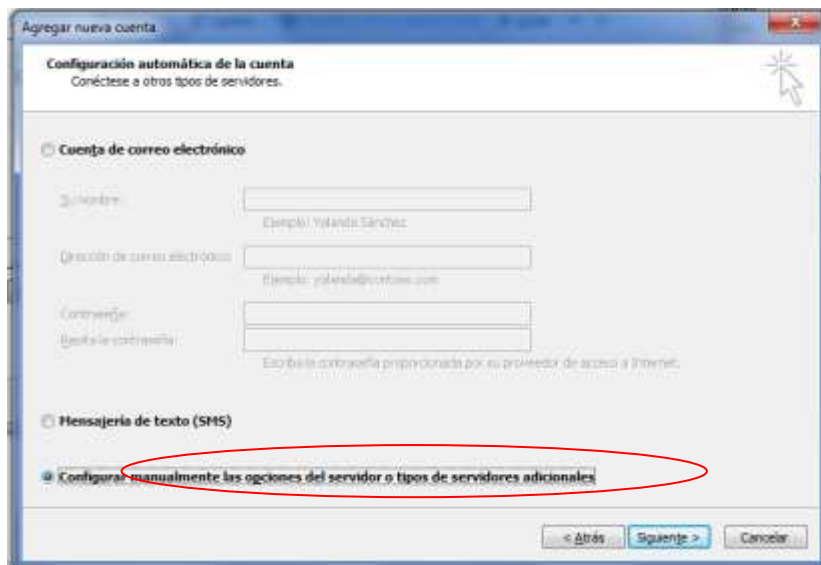 Agregar nueva cuenta
Configuración automática de la cuenta
Conéctese a otros tipos de servidores.
Cuenta de correo electrónico
Su nombre:
Ejemplo: Yolanda Sánchez
Dirección de correo electrónico:
Ejemplo: yolanda@contoso.com
Contraseña:
Repita la contraseña:
Escriba la contraseña proporcionada por su proveedor de acceso a Internet.
Mensajería de texto (SMS)
Configurar manualmente las opciones del servidor o tipos de servidores adicionales
< Atrás Siguiente > Cancelar